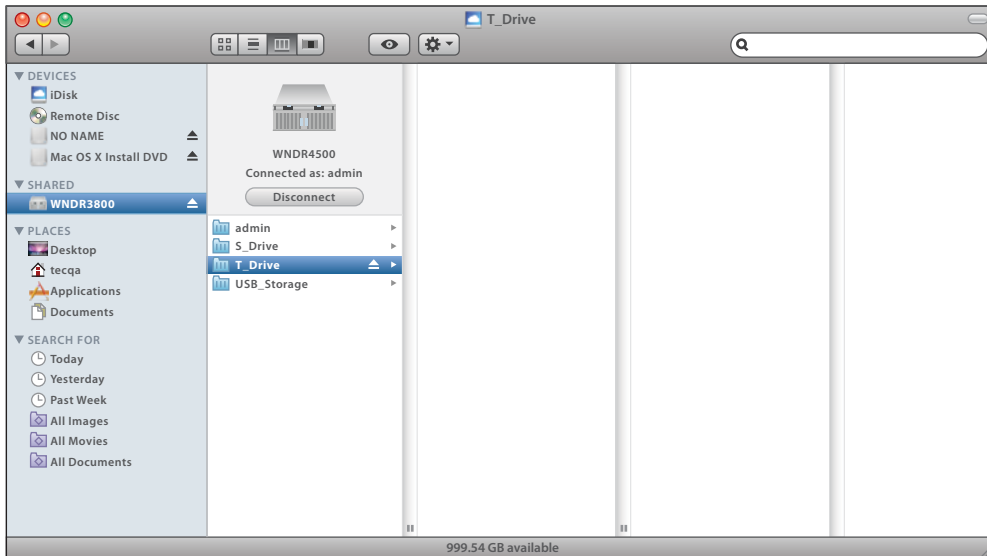 T_Drive
DEVICES
iDisk
Remote Disc
NO NAME
Mac OS X Install DVD
SHARED
WNDR3800
PLACES
Desktop
tecqa
Applications
Documents
SEARCH FOR
Today
Yesterday
Past Week
All Images
All Movies
All Documents
WNDR4500
Connected as: admin
Disconnect
admin
S_Drive
T_Drive
USB_Storage
999.54 GB available